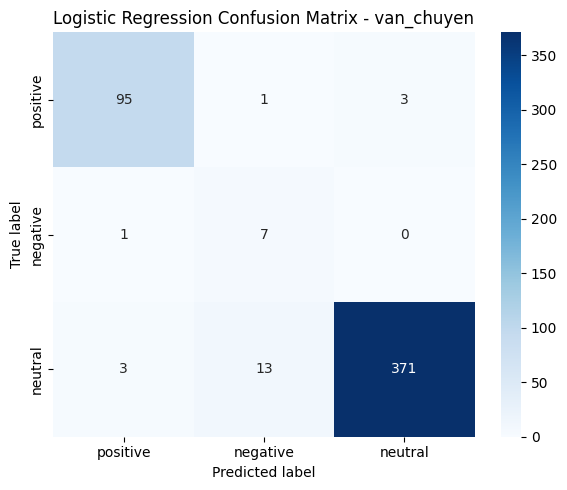 Logistic Regression Confusion Matrix - van_chuyen
positive
95
1
3
350
300
250
200
150
100
50
0
True label
negative
1
7
0
neutral
3
13
371
positive
negative
neutral
Predicted label